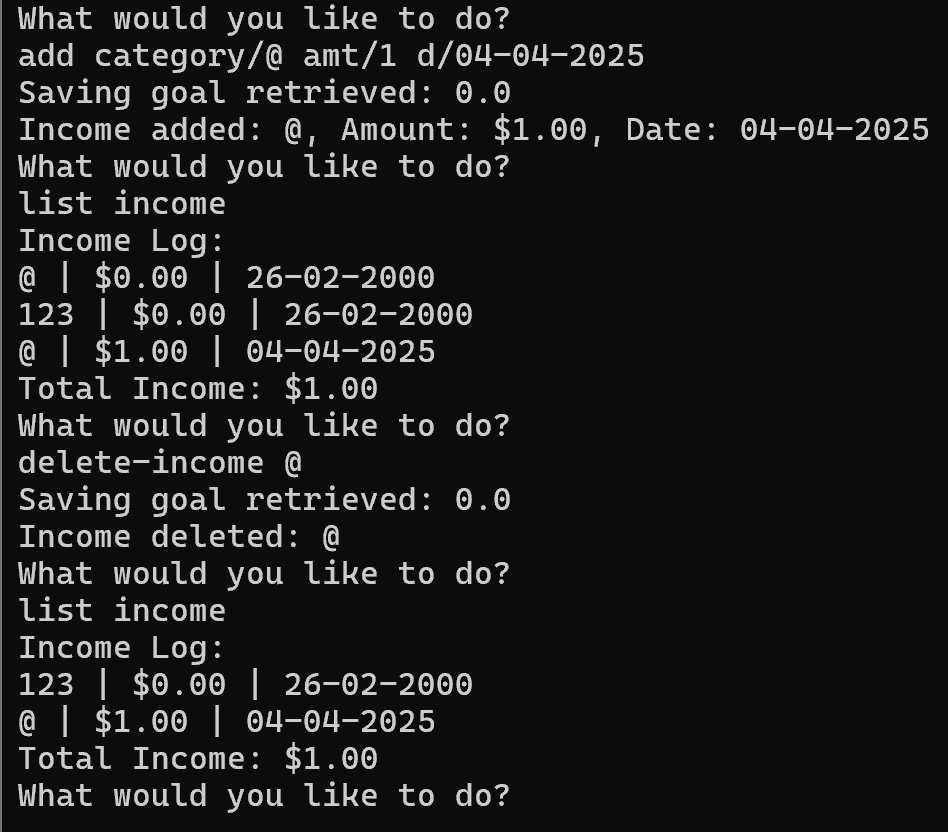 What would you like to do?
add category/@ amt/1 d/04-04-2025
Saving goal retrieved: 0.0
Income added: @, Amount: $1.00, Date: 04-04-2025
What would you like to do?
list income
Income Log:
@ | $0.00 | 26-02-2000
123 | $0.00 | 26-02-2000
@ | $1.00 | 04-04-2025
Total Income: $1.00
What would you like to do?
delete-income @
Saving goal retrieved: 0.0
Income deleted: @
What would you like to do?
list income
Income Log:
123 | $0.00 | 26-02-2000
@ | $1.00 | 04-04-2025
Total Income: $1.00
What would you like to do?